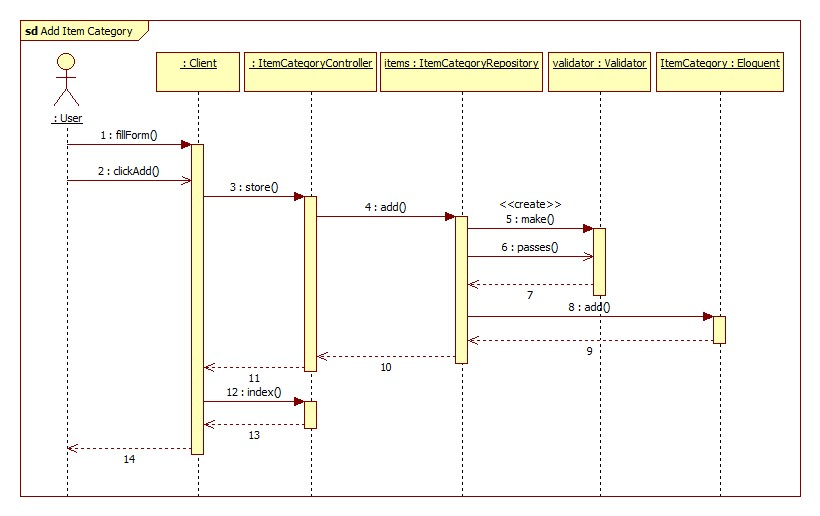 sd Add Item Category
: User
: Client
: ItemCategoryController
items : ItemCategoryRepository
validator : Validator
ItemCategory : Eloquent
1 : fillForm()
2 : clickAdd()
3 : store()
4 : add()
<<create>>
5 : make()
6 : passes()
7
8 : add()
9
10
11
12 : index()
13
14